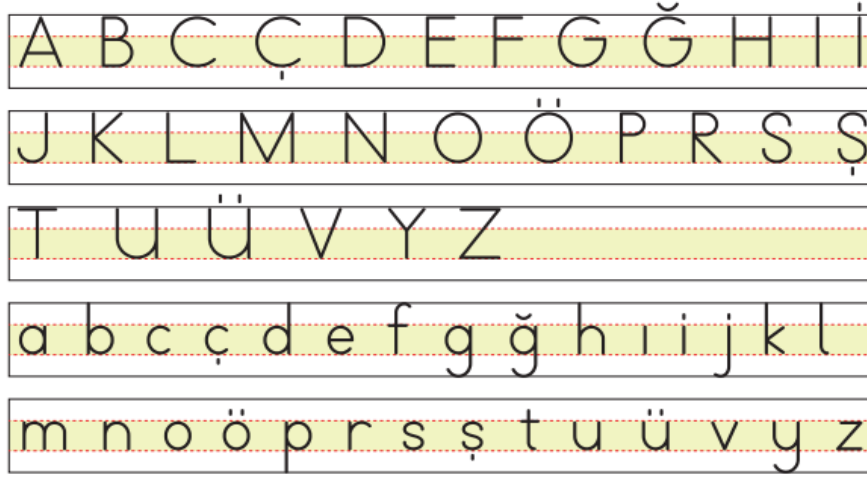 A B C Ç D E F G Ğ H I İ
J K L M N O Ö P R S Ş
T U Ü V Y Z
a b c ç d e f g ğ h ı i j k l
m n o ö p r s ş t u ü v y z